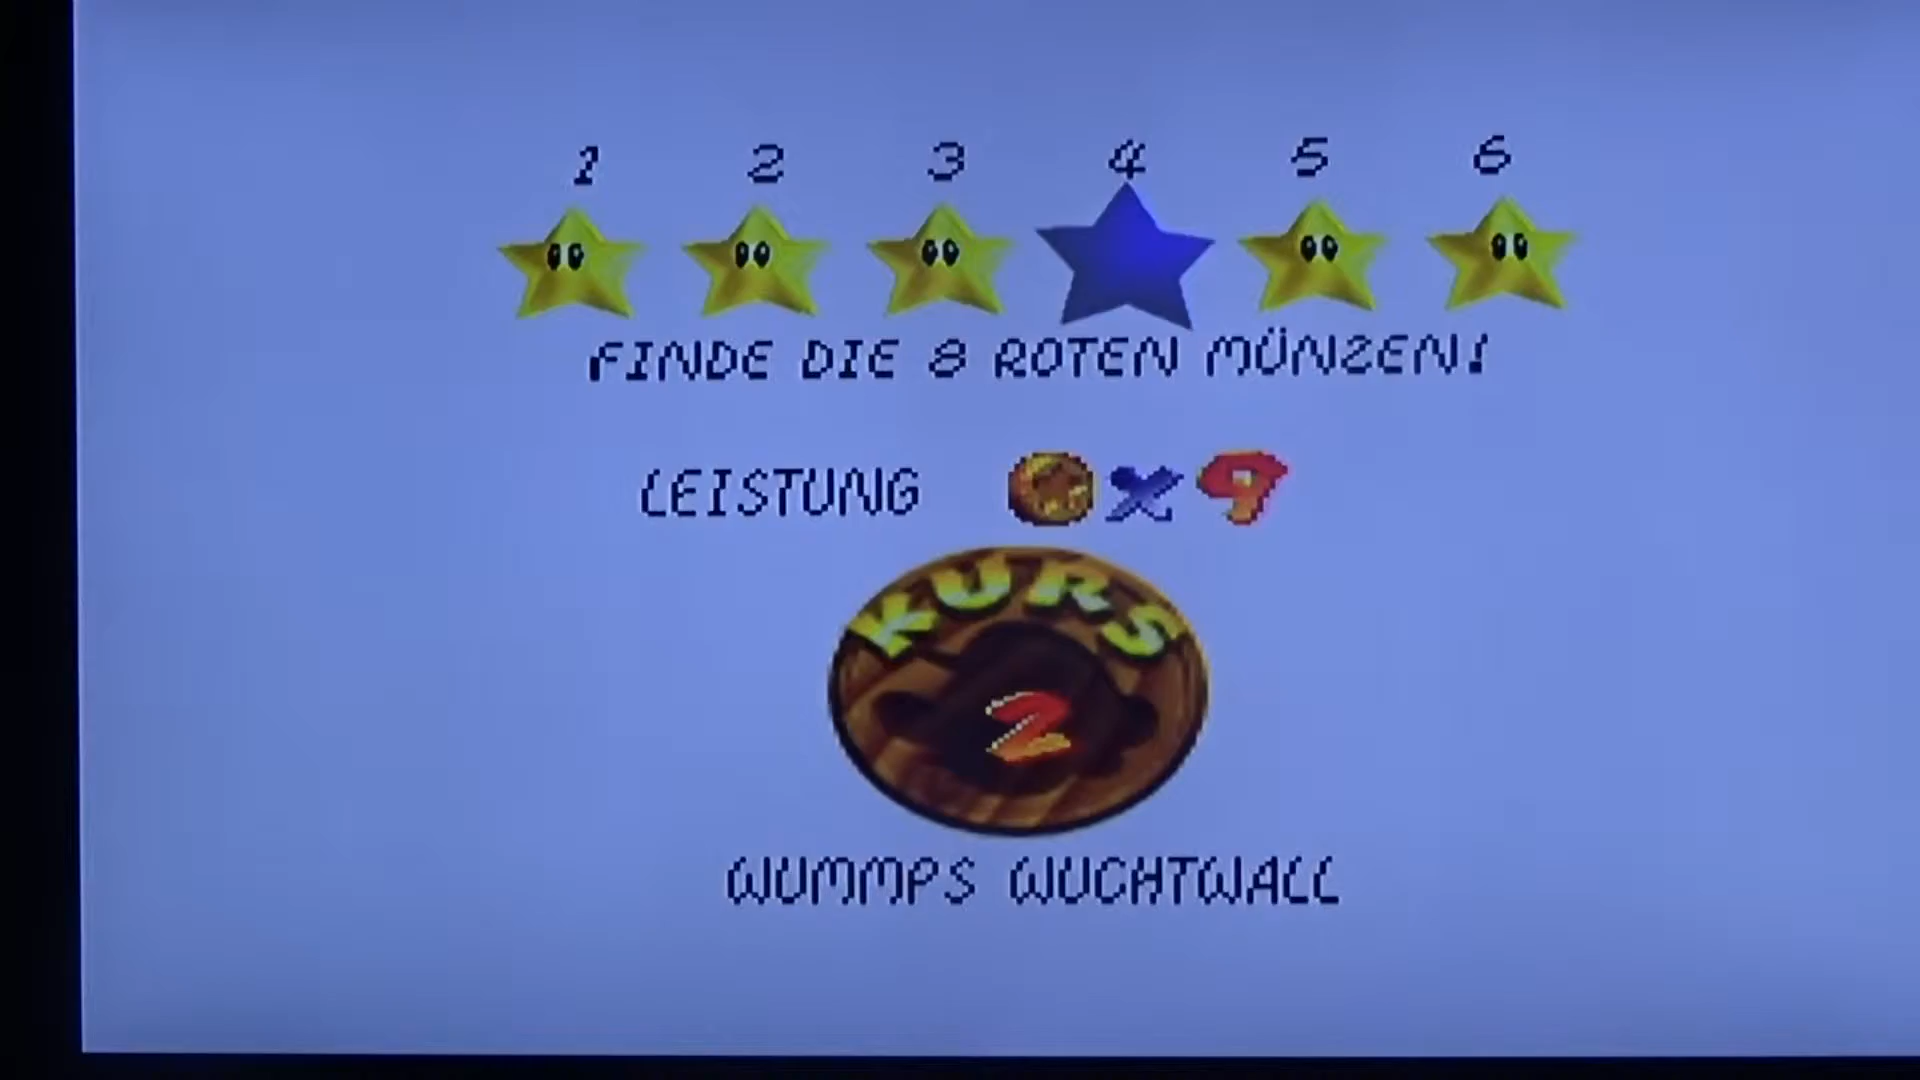 1 2 3 4 5 6
FINDE DIE 8 ROTEN MÜNZEN!
LEISTUNG x 9
KURS
2
WUMMPS WUCHTWALL